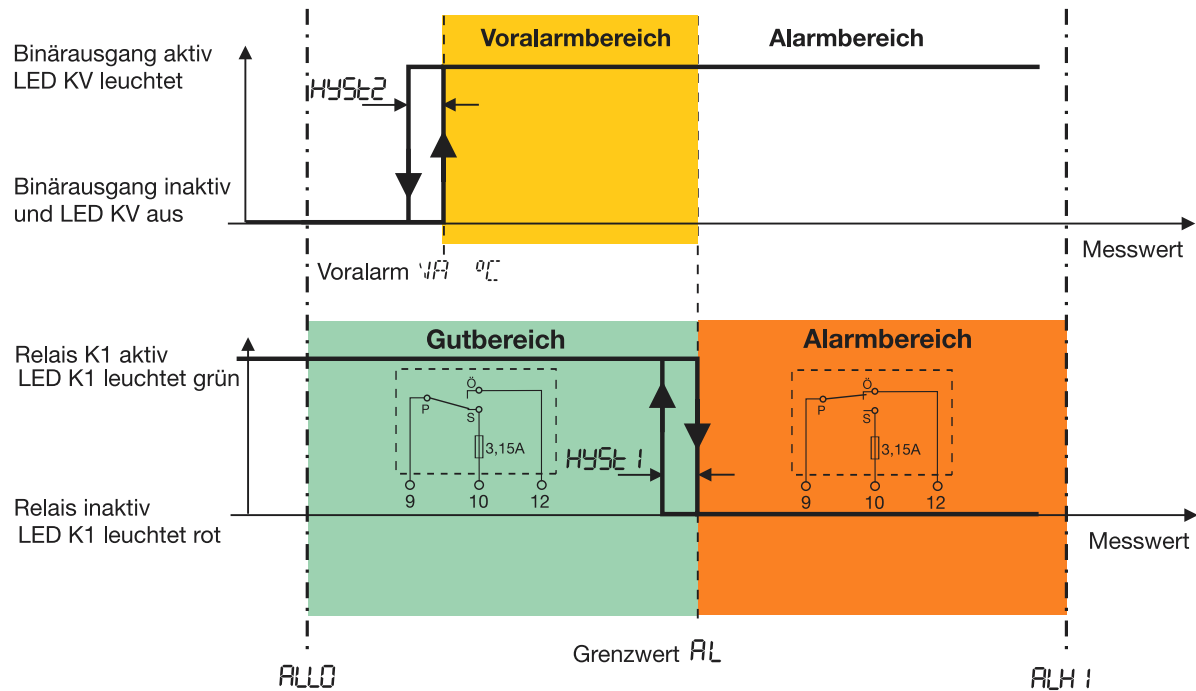 Voralarmbereich
Alarmbereich
Binärausgang aktiv
LED KV leuchtet
HYSt2
Binärausgang inaktiv
und LED KV aus
Messwert
Voralarm VA °C
Gutbereich
Alarmbereich
Relais K1 aktiv
LED K1 leuchtet grün
Ö
P
S
3,15A
9
10
12
HYSt1
Ö
P
S
3,15A
9
10
12
Relais inaktiv
LED K1 leuchtet rot
Messwert
Grenzwert AL
ALLO
ALHI